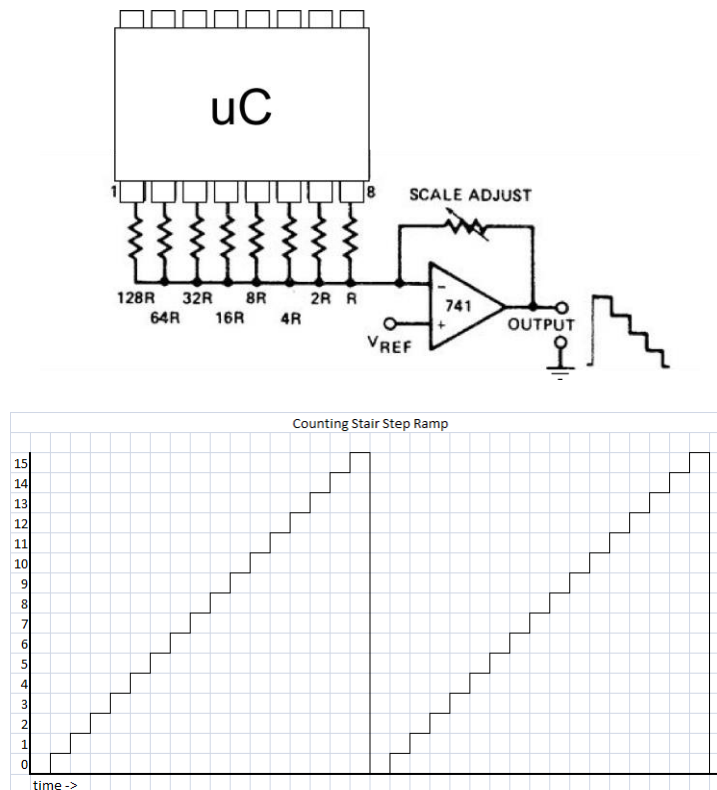 uC
1 8
SCALE ADJUST
128R 32R 8R 2R R
64R 16R 4R
- 741 +
VREF
OUTPUT
Counting Stair Step Ramp
15
14
13
12
11
10
9
8
7
6
5
4
3
2
1
0
time ->